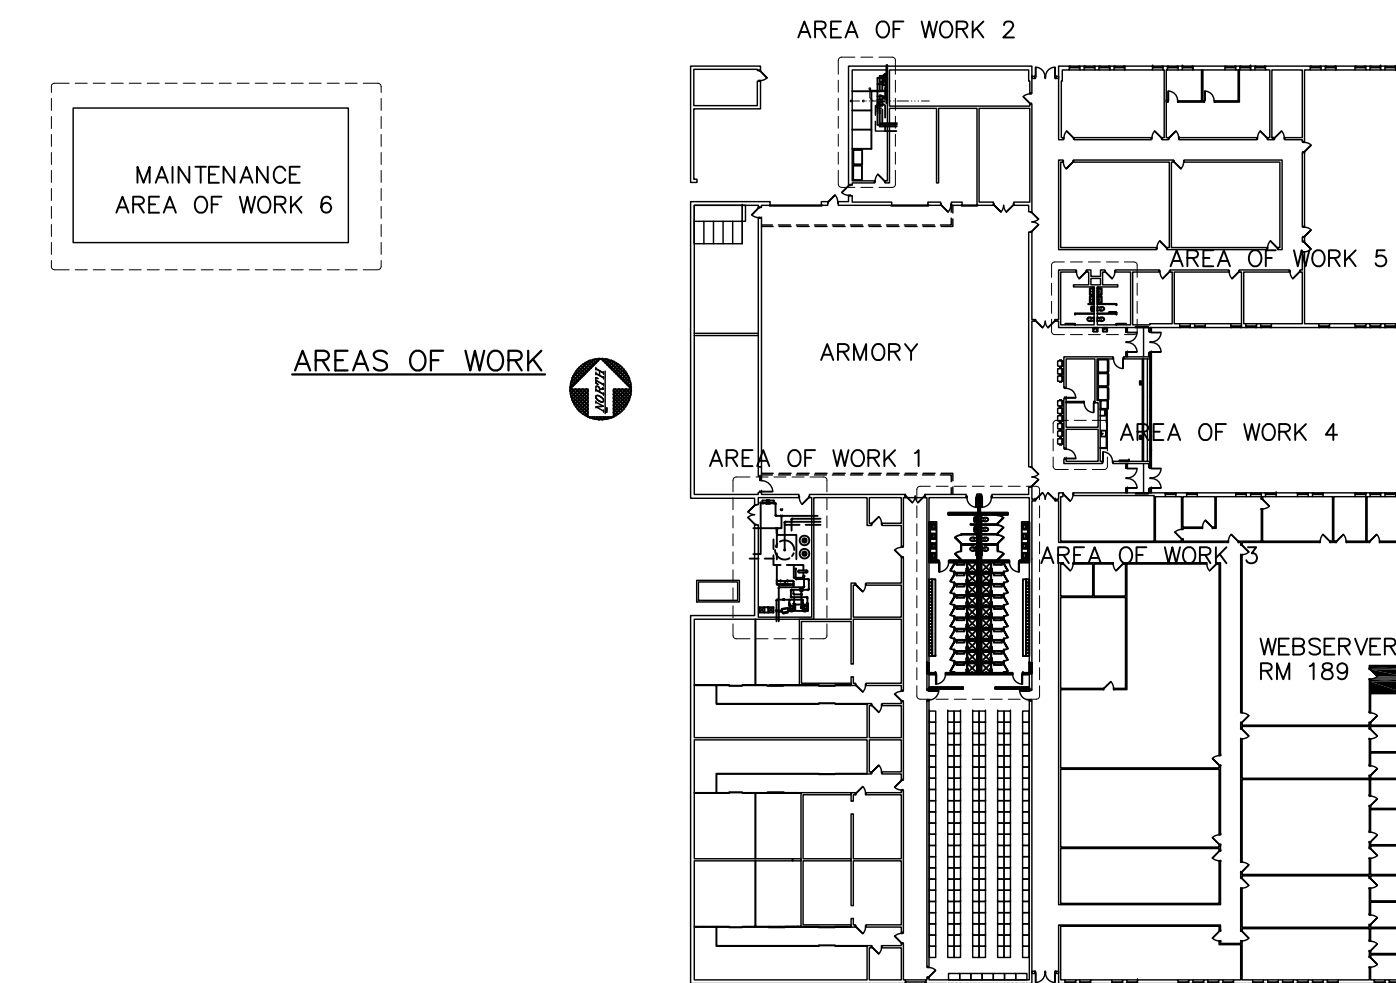 AREA OF WORK 2
MAINTENANCE
AREA OF WORK 6
AREA OF WORK 5
AREAS OF WORK
NORTH
ARMORY
AREA OF WORK 4
AREA OF WORK 1
AREA OF WORK 3
WEBSERVER
RM 189